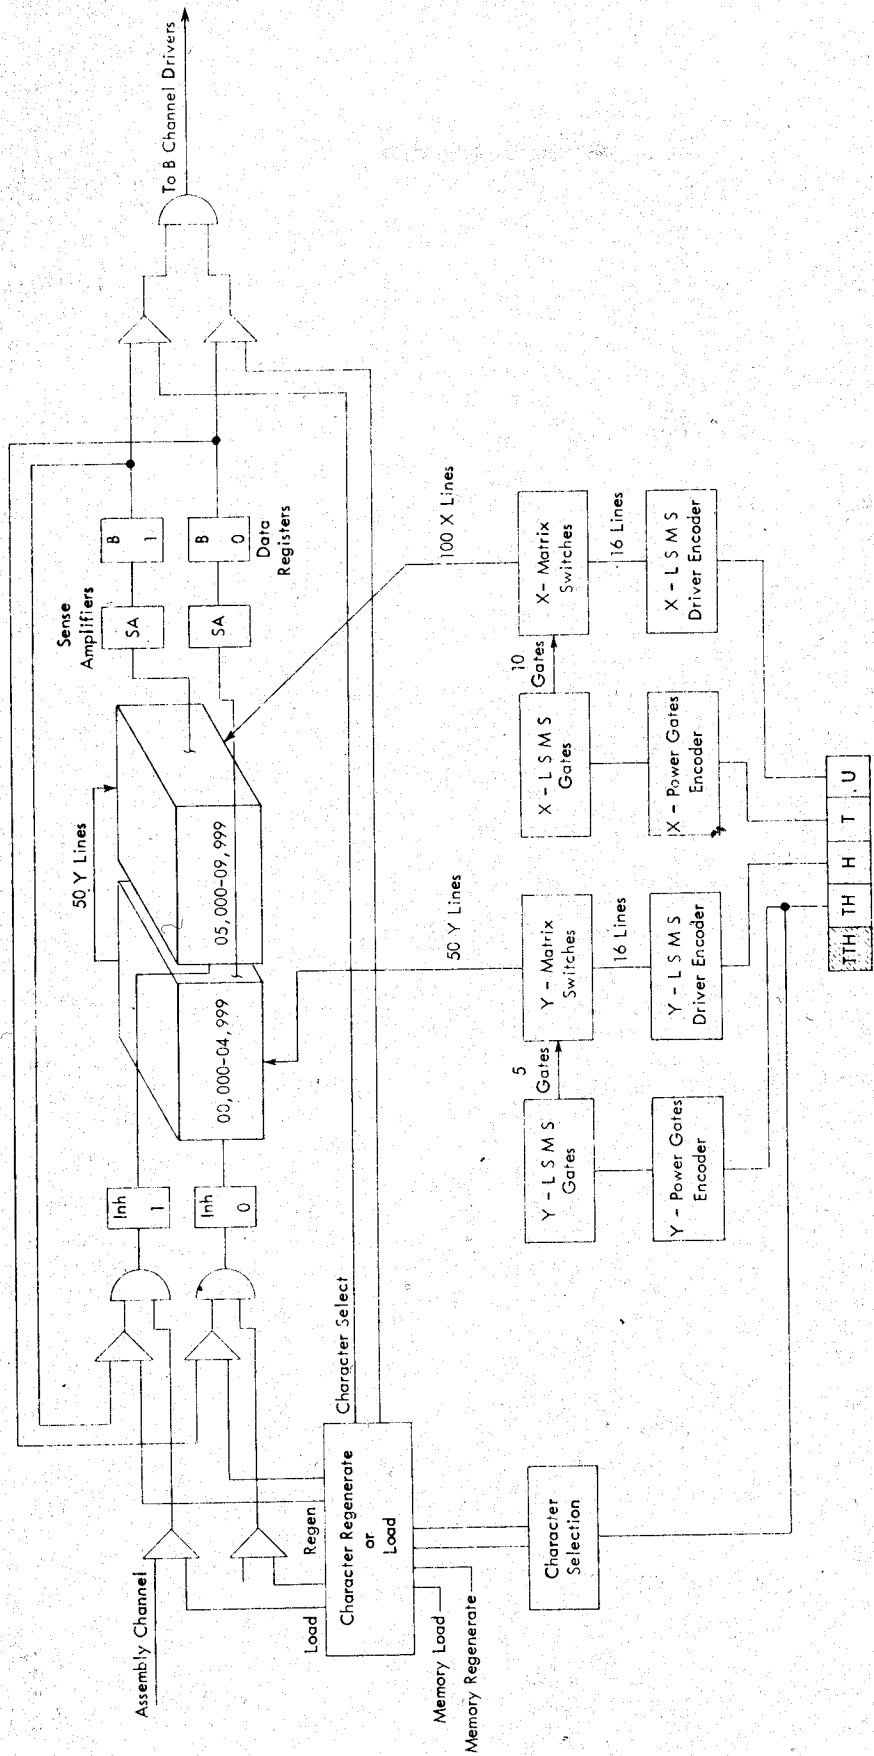 To B Channel Drivers
50 Y Lines
Sense
Amplifiers
SA
B
1
SA
B
0
Data
Registers
00,000-04,999
05,000-09,999
Inh
1
Inh
0
Assembly Channel
Load
Regen
Character Select
Character Regenerate
or
Load
Memory Load
Memory Regenerate
Character
Selection
50 Y Lines
100 X Lines
Y - L S M S
Gates
5
Gates
Y - Matrix
Switches
X - L S M S
Gates
10
Gates
X - Matrix
Switches
16 Lines
16 Lines
Y - Power Gates
Encoder
Y - L S M S
Driver Encoder
X - Power Gates
Encoder
X - L S M S
Driver Encoder
TTH TH H T U